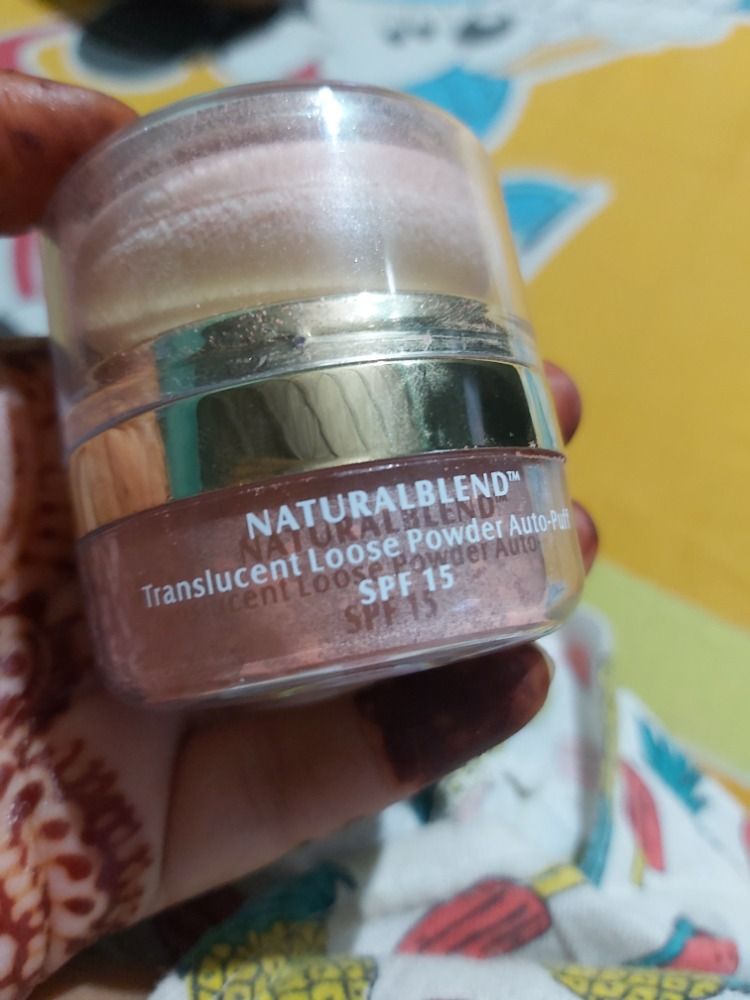 NATURALBLEND™
Translucent Loose Powder Auto-Puff
SPF 15